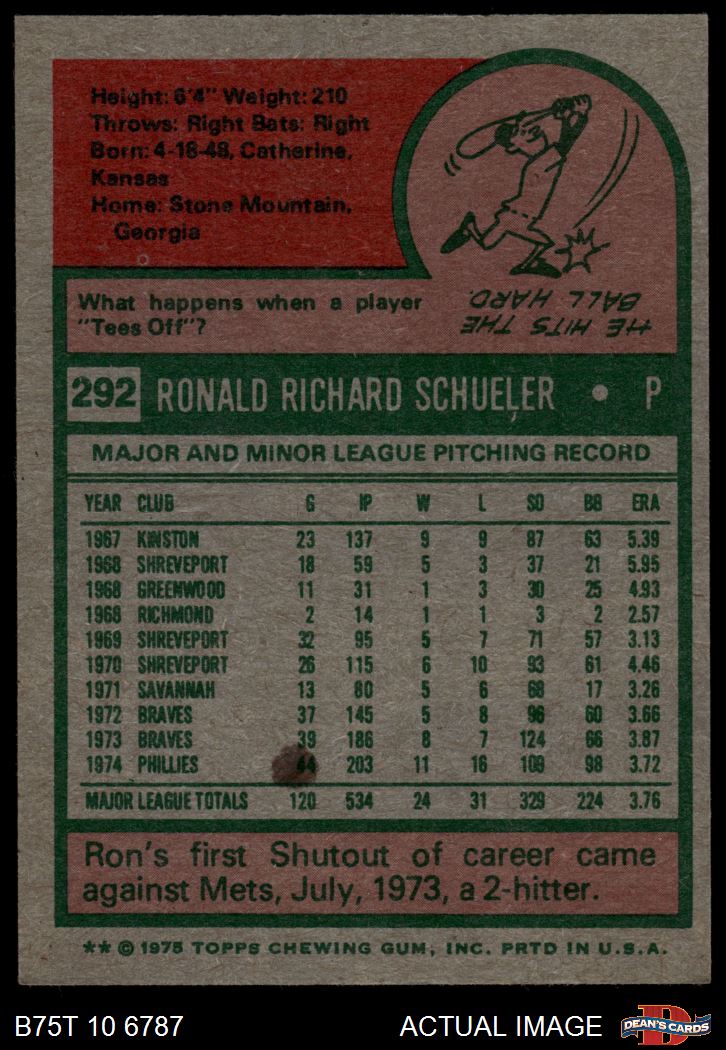 Height: 6'4" Weight: 210
Throws: Right Bats: Right
Born: 4-18-48, Catherine,
Kansas
Home: Stone Mountain,
Georgia
What happens when a player
"Tees Off"?
HE HITS THE
BALL HARD.
292 RONALD RICHARD SCHUELER • P
MAJOR AND MINOR LEAGUE PITCHING RECORD
YEAR CLUB G IP W L SO BB ERA
1967 KINSTON 23 137 9 9 87 63 5.39
1968 SHREVEPORT 18 59 5 3 37 21 5.95
1968 GREENWOOD 11 31 1 3 30 25 4.93
1968 RICHMOND 2 14 1 1 3 2 2.57
1969 SHREVEPORT 32 95 5 7 71 57 3.13
1970 SHREVEPORT 26 115 6 10 93 61 4.46
1971 SAVANNAH 13 80 5 6 68 17 3.26
1972 BRAVES 37 145 5 8 96 60 3.66
1973 BRAVES 39 186 8 7 124 66 3.87
1974 PHILLIES 44 203 11 16 109 98 3.72
MAJOR LEAGUE TOTALS 120 534 24 31 329 224 3.76
Ron's first Shutout of career came
against Mets, July, 1973, a 2-hitter.
** © 1975 TOPPS CHEWING GUM, INC. PRTD IN U.S.A.
B75T 10 6787 ACTUAL IMAGE DEAN'S CARDS